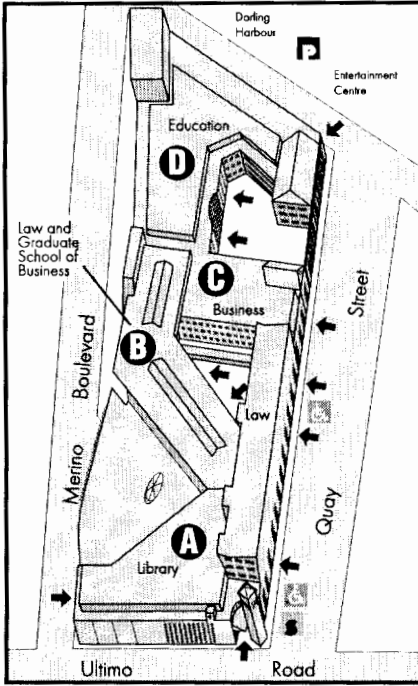 Darling
Harbour
P
Entertainment
Centre
Education
D
Law and
Graduate
School of
Business
C
Business
Street
B
Boulevard
Law
Merino
Quay
A
Library
S
Ultimo Road